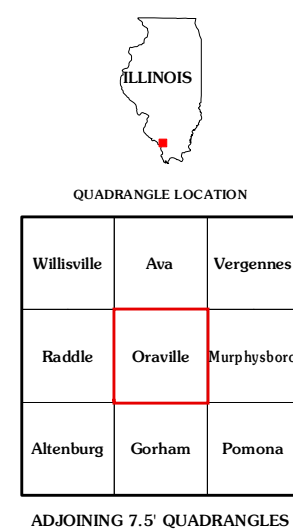 ILLINOIS
QUADRANGLE LOCATION
Willisville Ava Vergennes
Raddle Oraville Murphysboro
Altenburg Gorham Pomona
ADJOINING 7.5' QUADRANGLES